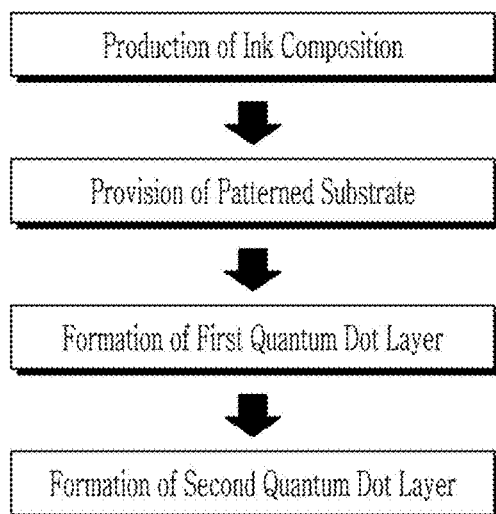 Production of Ink Composition
Provision of Patterned Substrate
Formation of First Quantum Dot Layer
Formation of Second Quantum Dot Layer